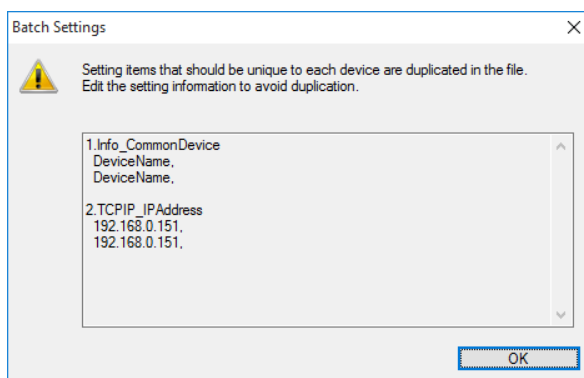 Batch Settings
Setting items that should be unique to each device are duplicated in the file.
Edit the setting information to avoid duplication.
1.Info_CommonDevice
DeviceName,
DeviceName,
2.TCPIP_IPAddress
192.168.0.151,
192.168.0.151,
OK